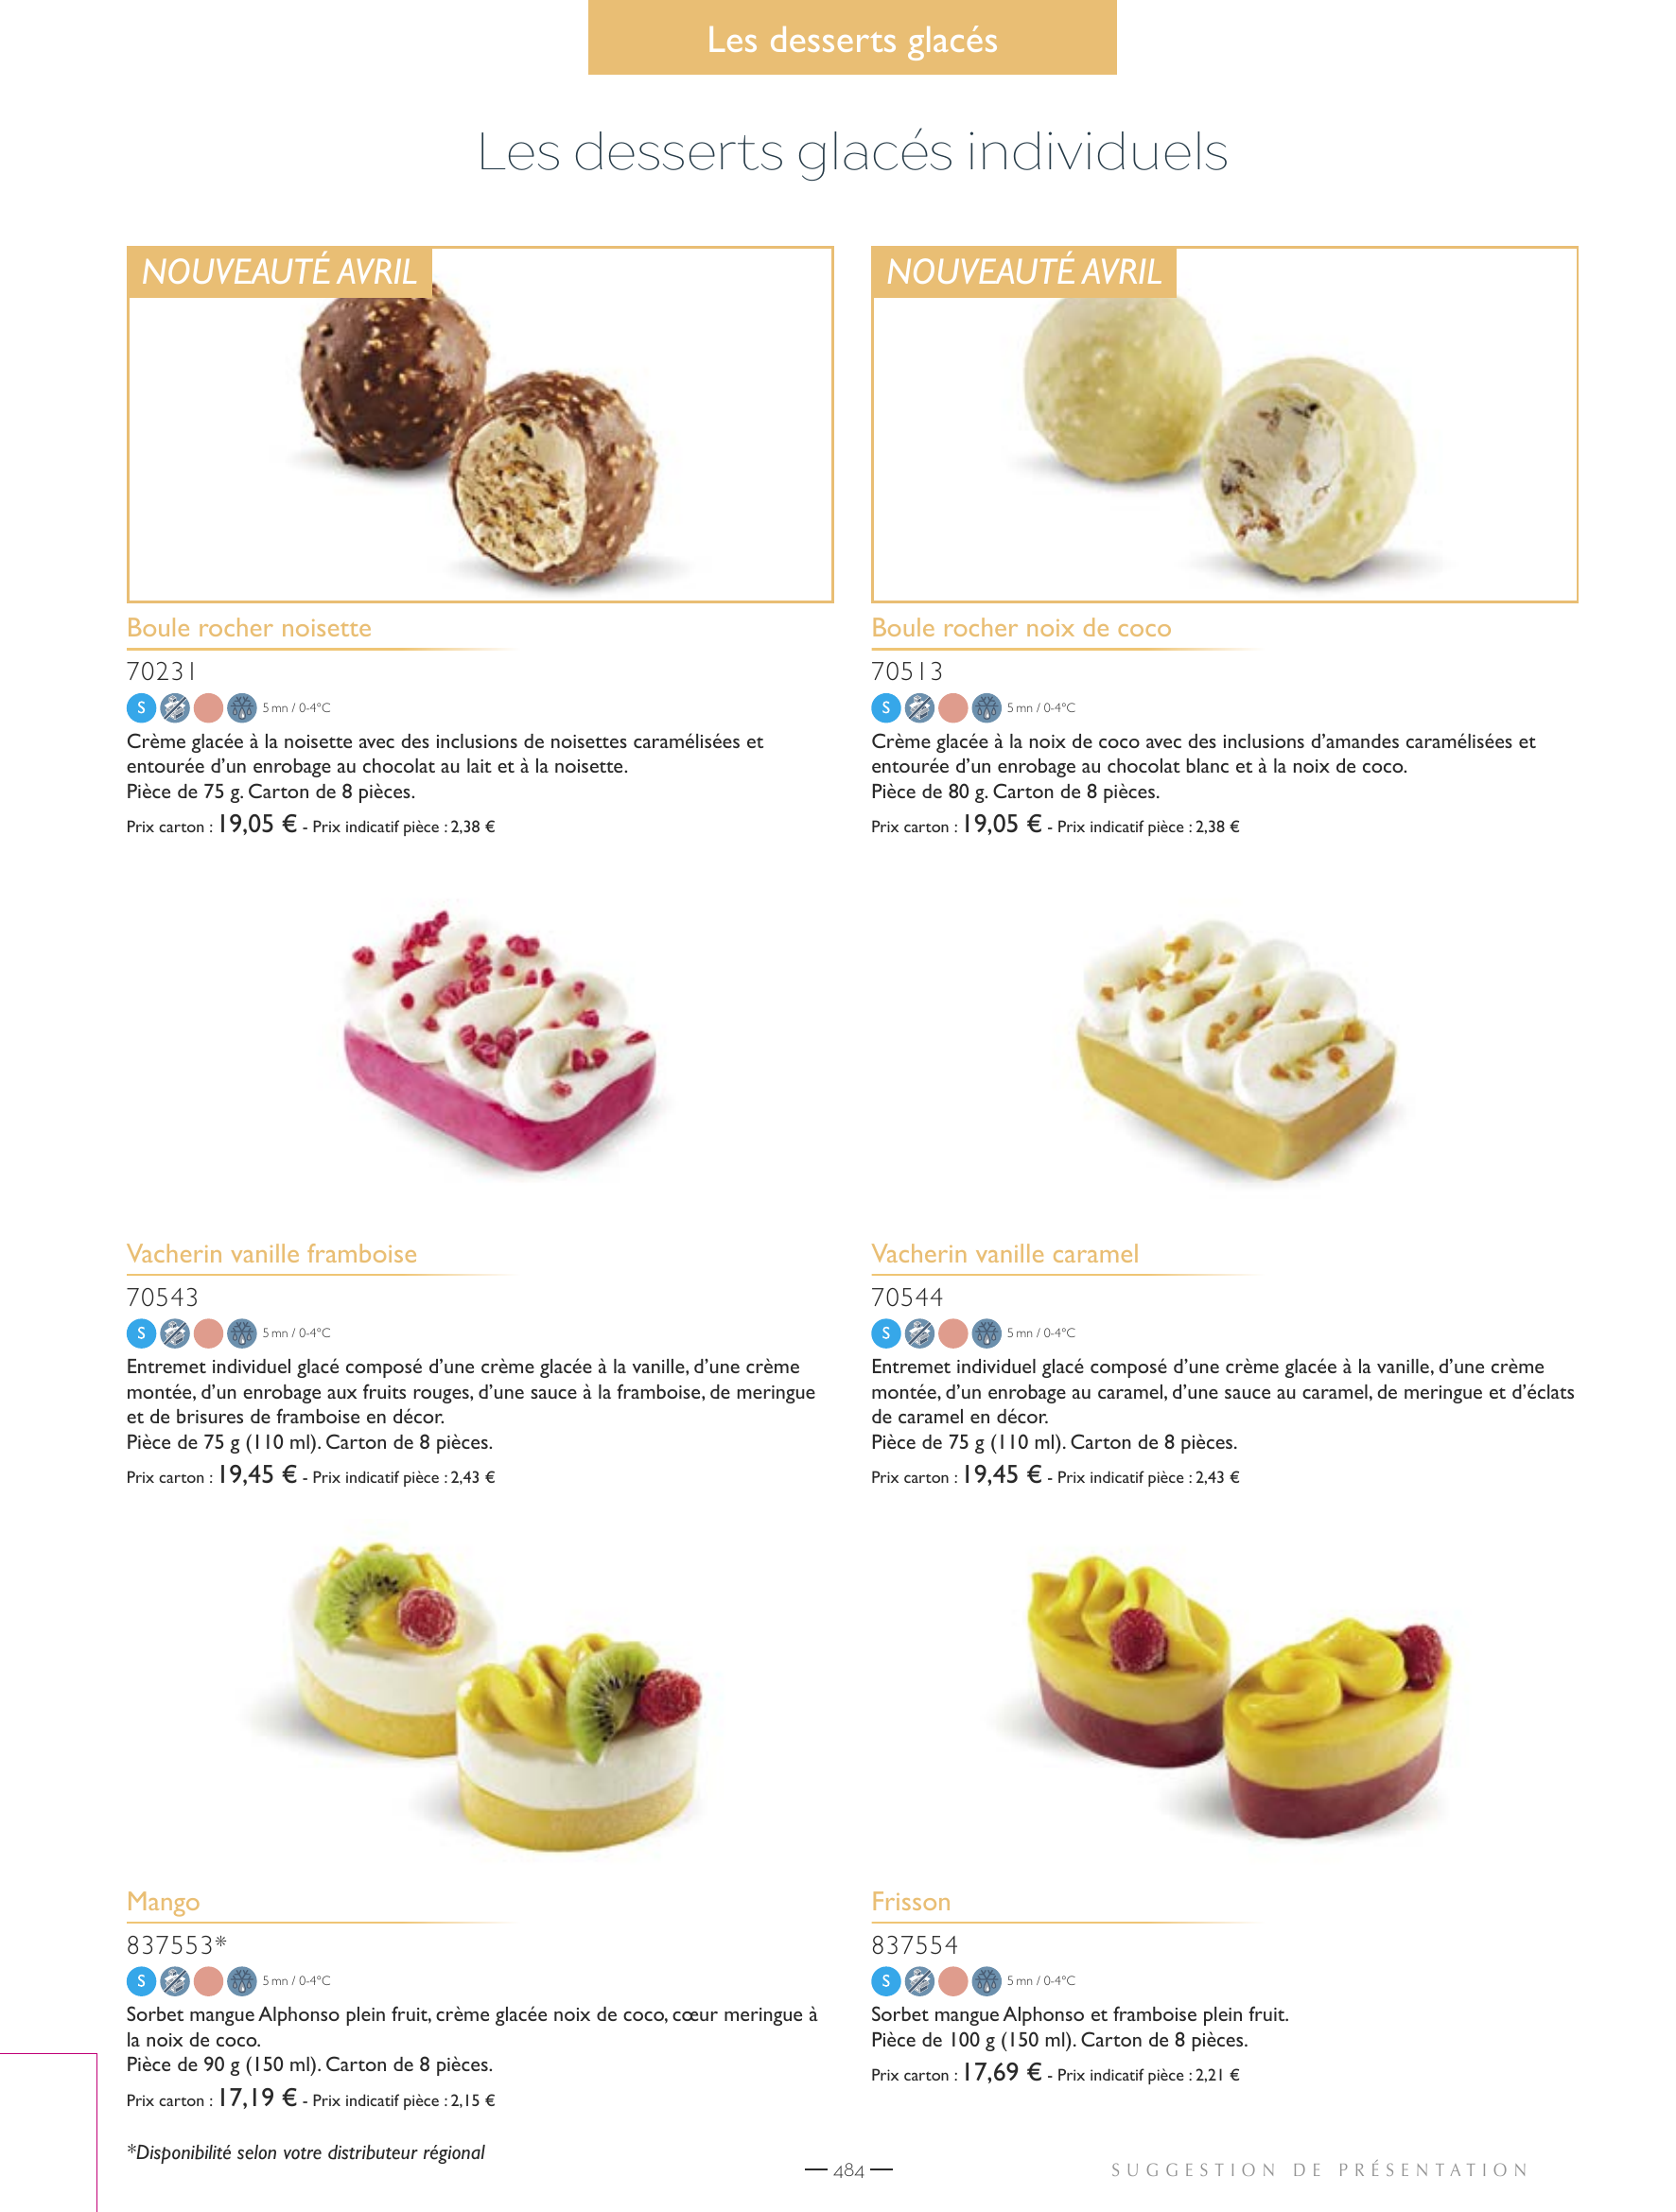 Les desserts glacés
Les desserts glacés individuels
NOUVEAUTÉ AVRIL
Boule rocher noisette
70231
S 5 mn / 0-4°C
Crème glacée à la noisette avec des inclusions de noisettes caramélisées et
entourée d'un enrobage au chocolat au lait et à la noisette.
Pièce de 75 g. Carton de 8 pièces.
Prix carton : 19,05 € - Prix indicatif pièce : 2,38 €
NOUVEAUTÉ AVRIL
Boule rocher noix de coco
70513
S 5 mn / 0-4°C
Crème glacée à la noix de coco avec des inclusions d'amandes caramélisées et
entourée d'un enrobage au chocolat blanc et à la noix de coco.
Pièce de 80 g. Carton de 8 pièces.
Prix carton : 19,05 € - Prix indicatif pièce : 2,38 €
Vacherin vanille framboise
70543
S 5 mn / 0-4°C
Entremet individuel glacé composé d'une crème glacée à la vanille, d'une crème
montée, d'un enrobage aux fruits rouges, d'une sauce à la framboise, de meringue
et de brisures de framboise en décor.
Pièce de 75 g (110 ml). Carton de 8 pièces.
Prix carton : 19,45 € - Prix indicatif pièce : 2,43 €
Vacherin vanille caramel
70544
S 5 mn / 0-4°C
Entremet individuel glacé composé d'une crème glacée à la vanille, d'une crème
montée, d'un enrobage au caramel, d'une sauce au caramel, de meringue et d'éclats
de caramel en décor.
Pièce de 75 g (110 ml). Carton de 8 pièces.
Prix carton : 19,45 € - Prix indicatif pièce : 2,43 €
Mango
837553*
S 5 mn / 0-4°C
Sorbet mangue Alphonso plein fruit, crème glacée noix de coco, cœur meringue à
la noix de coco.
Pièce de 90 g (150 ml). Carton de 8 pièces.
Prix carton : 17,19 € - Prix indicatif pièce : 2,15 €
Frisson
837554
S 5 mn / 0-4°C
Sorbet mangue Alphonso et framboise plein fruit.
Pièce de 100 g (150 ml). Carton de 8 pièces.
Prix carton : 17,69 € - Prix indicatif pièce : 2,21 €
*Disponibilité selon votre distributeur régional
— 484 —
SUGGESTION DE PRÉSENTATION